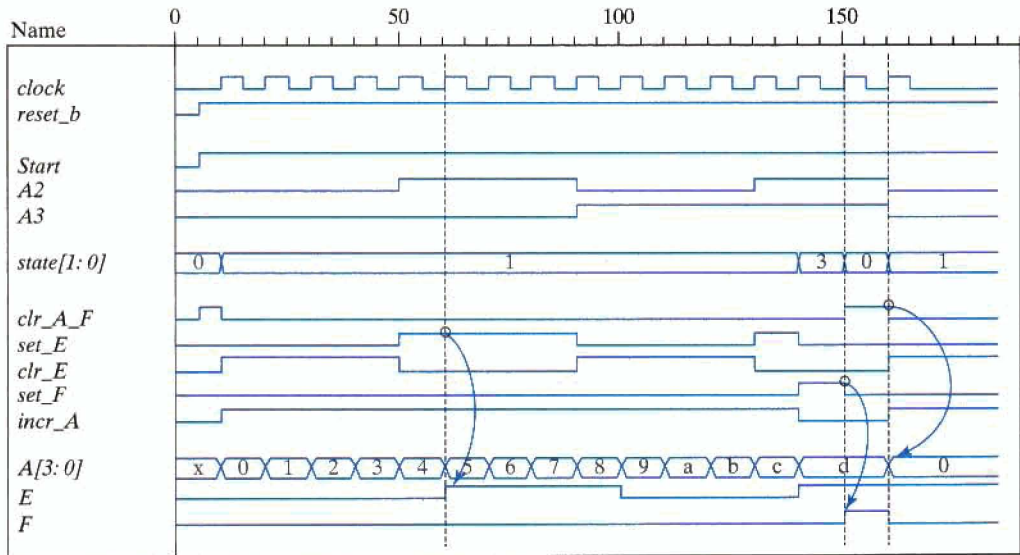 0 50 100 150
Name
clock
reset_b
Start
A2
A3
state[1: 0] 0 1 3 0 1
clr_A_F
set_E
clr_E
set_F
incr_A
A[3: 0] x 0 1 2 3 4 5 6 7 8 9 a b c d 0
E
F